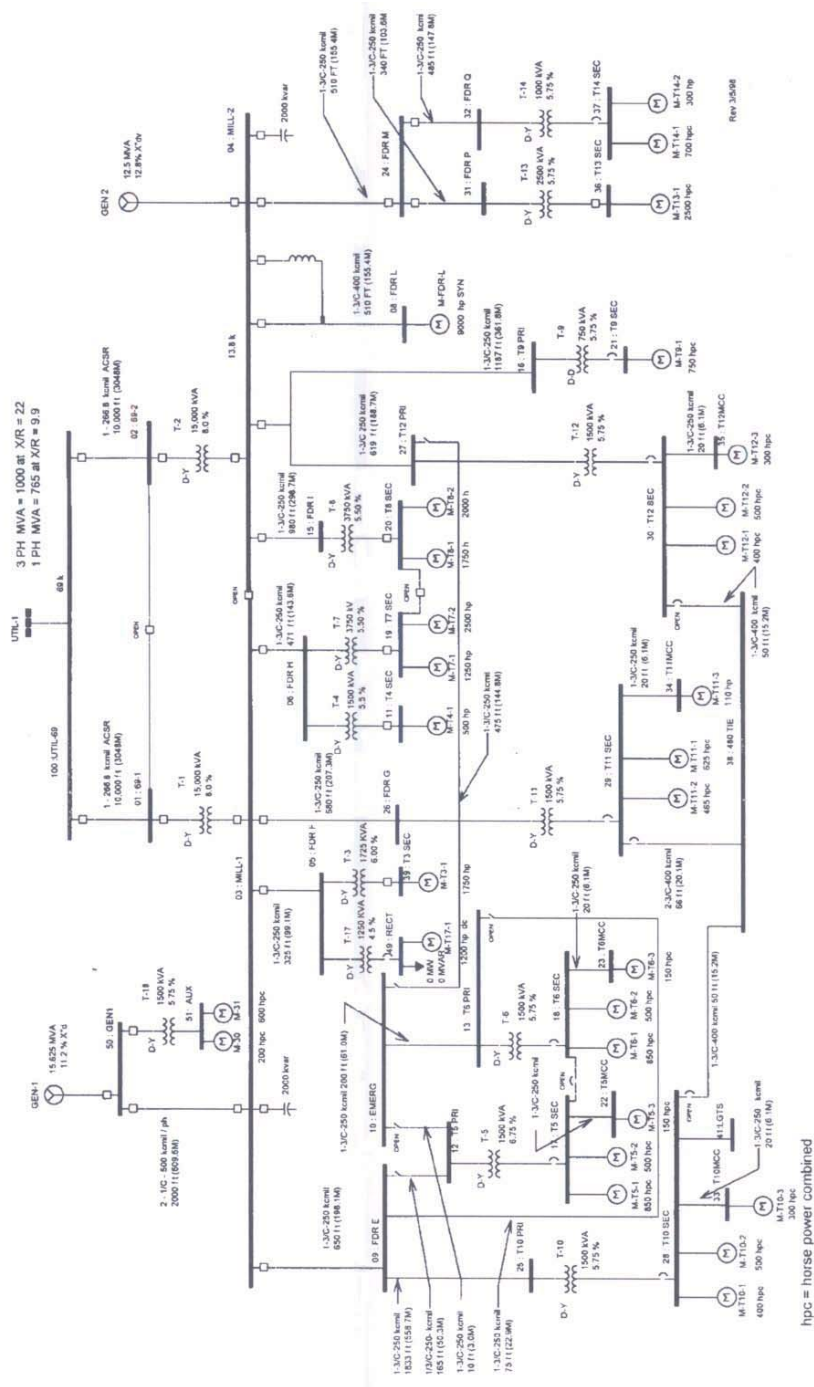 UTIL-1
3 PH MVA = 1000 at X/R = 22
1 PH MVA = 765 at X/R = 9.9
100:UTIL-69
69 k
1 - 266.8 kcmil ACSR
10,000 ft (3048M)
1 - 266.8 kcmil ACSR
10,000 ft (3048M)
01 : 69-1
OPEN
02 : 69-2
T-1
15,000 kVA
8.0 %
D-Y
T-2
15,000 kVA
8.0 %
D-Y
GEN-1
15.625 MVA
11.2 % X"d
50 : GEN1
T-18
1500 kVA
5.75 %
D-Y
51: AUX
M-30
M-31
200 hpc
600 hpc
2 - 1/C - 500 kcmil / ph
2000 ft (609.6M)
2000 kvar
GEN 2
12.5 MVA
12.8% X"dv
2000 kvar
03 : MILL-1
OPEN
13.8 k
04 : MILL-2
1-3/C-250 kcmil
650 ft (198.1M)
09 : FDR E
1-3/C-250 kcmil
325 ft (99.1M)
05 : FDR F
T-17
1250 KVA
4.5 %
D-Y
49 : RECT
0 MW
0 MVAR
M-T17-1
1200 hp dc
T-3
1725 KVA
6.00 %
D-Y
39 : T3 SEC
M-T3-1
1750 hp
1-3/C-250 kcmil
580 ft (207.3M)
26 : FDR G
1-3/C-250 kcmil
471 ft (143.6M)
06 : FDR H
T-4
1500 kVA
5.5 %
D-Y
11 : T4 SEC
M-T4-1
500 hp
T-7
3750 kV
5.50 %
D-Y
19 : T7 SEC
M-T7-1
M-T7-2
1250 hp
2500 hp
OPEN
1-3/C-250 kcmil
980 ft (298.7M)
15 : FDR I
T-8
3750 kVA
5.50 %
D-Y
20 : T8 SEC
M-T8-1
M-T8-2
1750 h
2000 h
1-3/C 250 kcmil
619 ft (188.7M)
27 : T12 PRI
1-3/C-250 kcmil
1187 ft (361.8M)
16 : T9 PRI
T-9
750 kVA
5.75 %
D-D
21 : T9 SEC
M-T9-1
750 hpc
1-3/C-400 kcmil
510 FT (155.4M)
08 : FDR L
M-FDR-L
9000 hp SYN
1-3/C-250 kcmil
510 FT (155.4M)
24 : FDR M
1-3/C-250 kcmil
340 FT (103.6M)
1-3/C-250 kcmi
485 ft (147.8M)
31 : FDR P
32 : FDR Q
T-13
2500 kVA
5.75 %
D-Y
36 : T13 SEC
M-T13-1
2500 hp
T-14
1000 kVA
5.75 %
D-Y
37 : T14 SEC
M-T14-1
M-T14-2
700 hp
300 hp
1-3/C-250 kcmil 200 ft (61.0M)
10 : EMERG
OPEN
1-3/C-250 kcmil
475 ft (144.8M)
13 : T6 PRI
OPEN
T-6
1500 kVA
5.75 %
D-Y
18 : T6 SEC
1-3/C-250 kcmil
20 ft (6.1M)
23 : T6MCC
M-T6-1
M-T6-2
M-T6-3
850 hpc
500 hpc
150 hpc
OPEN
T-5
1500 kVA
6.75 %
D-Y
1-3/C-250 kcmil
22 : T5MCC
M-T5-1
M-T5-2
M-T5-3
850 hpc
500 hpc
150 hpc
1-3/C-250 kcmil
1833 ft (558.7M)
1/3/C-250- kcmil
165 ft (50.3M)
1-3/C-250 kcmil
10 ft (3.0M)
1-3/C-250 kcmil
75 ft (22.9M)
25 : T10 PRI
T-10
1500 kVA
5.75 %
D-Y
28 : T10 SEC
41:LGTS
33 : T10MCC
1-3/C-250 kcmil
20 ft (6.1M)
M-T10-1
M-T10-2
M-T10-3
400 hpc
500 hpc
300 hpc
OPEN
1-3/C-400 kcmil 50 ft (15.2M)
T-11
1500 kVA
5.75 %
D-Y
29 : T11 SEC
1-3/C-250 kcmil
20 ft (6.1M)
34 : T11MCC
M-T11-2
M-T11-1
M-T11-3
465 hpc
625 hpc
110 hp
2-3/C-400 kcmil
66 ft (20.1M)
38 : 480 TIE
T-12
1500 kVA
5.75 %
D-Y
30 : T12 SEC
1-3/C-250 kcmil
20 ft (6.1M)
35 : T12MCC
M-T12-1
M-T12-2
M-T12-3
400 hpc
500 hpc
300 hpc
OPEN
1-3/C-400 kcmil
50 ft (15.2M)
Rev 3/5/98
hpc = horse power combined